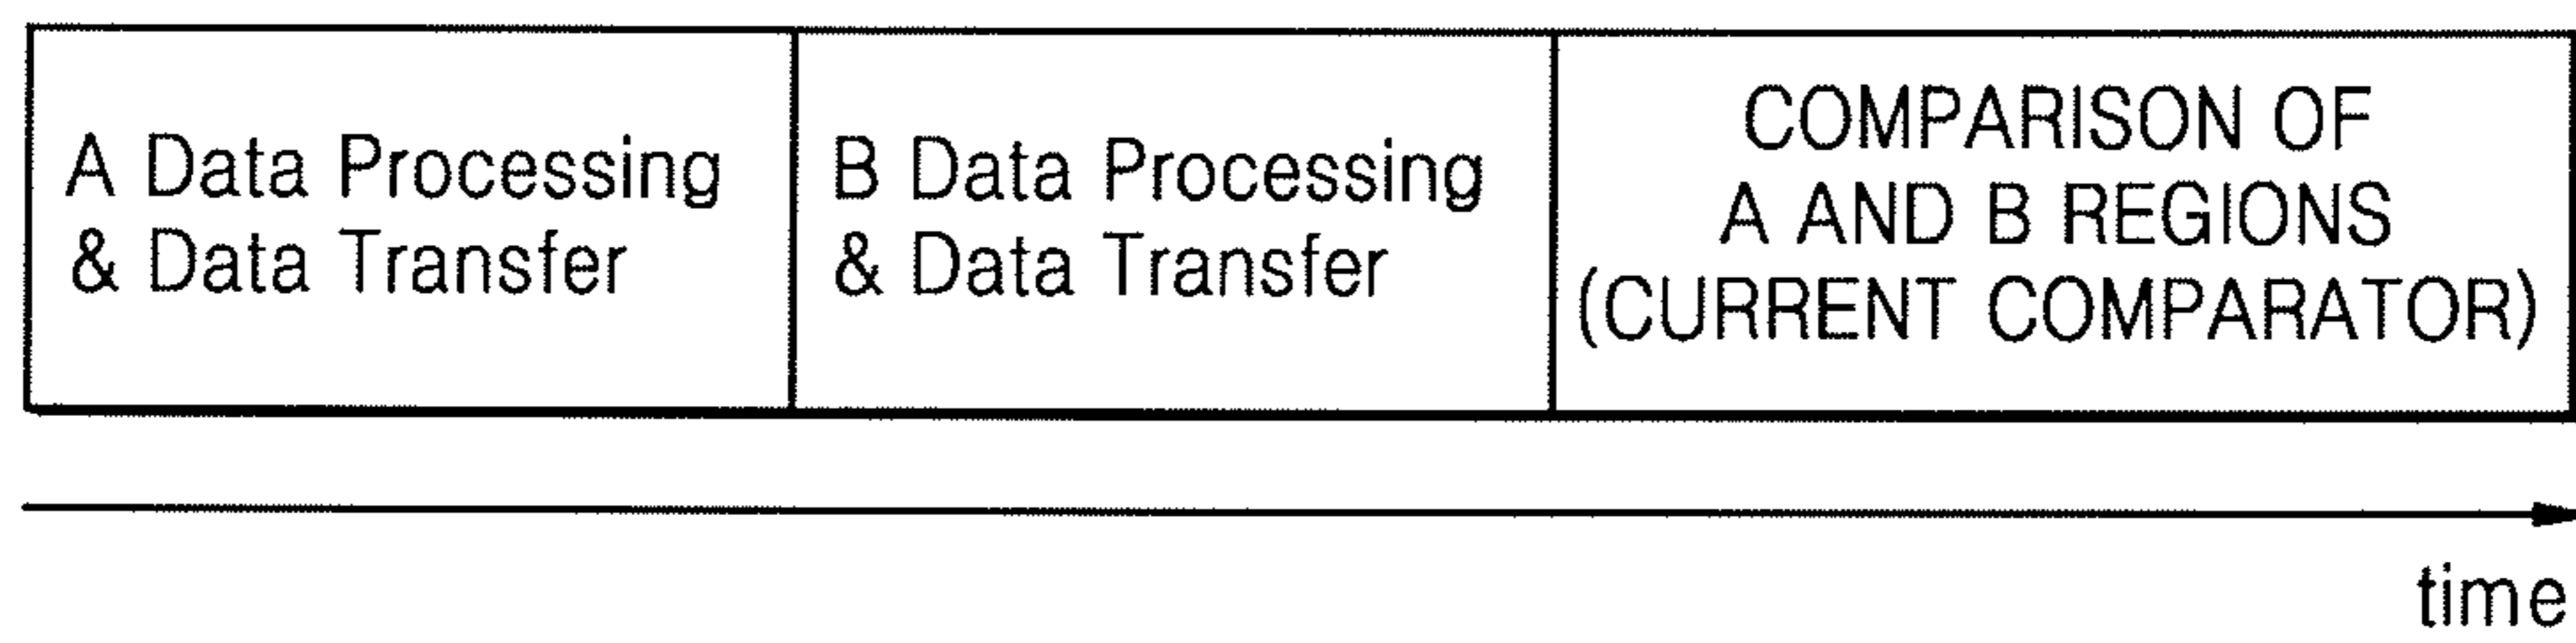 A Data Processing
& Data Transfer
B Data Processing
& Data Transfer
COMPARISON OF
A AND B REGIONS
(CURRENT COMPARATOR)
time